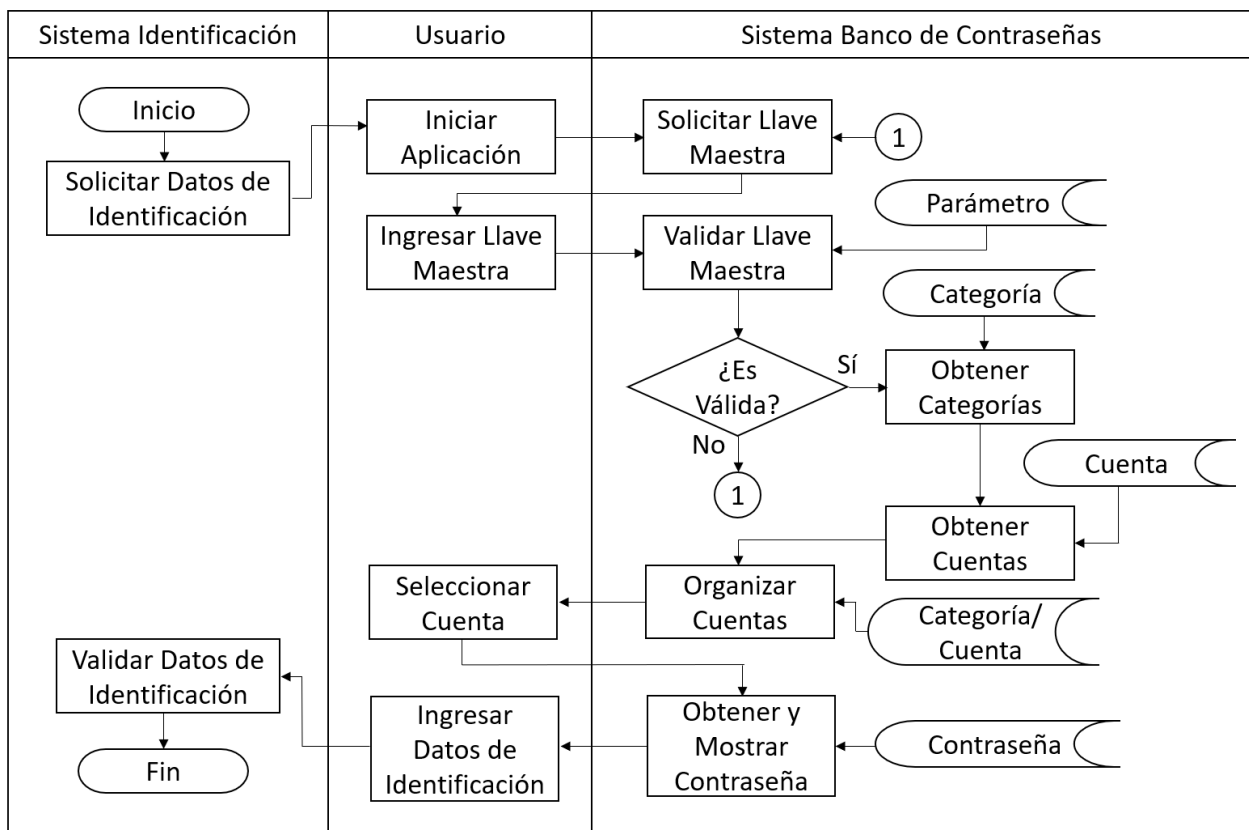 Sistema Identificación
Usuario
Sistema Banco de Contraseñas
Inicio
Iniciar
Aplicación
Solicitar Llave
Maestra
1
Solicitar Datos de
Identificación
Parámetro
Ingresar Llave
Maestra
Validar Llave
Maestra
Categoría
¿Es
Válida?
Sí
No
Obtener
Categorías
1
Cuenta
Obtener
Cuentas
Seleccionar
Cuenta
Organizar
Cuentas
Categoría/
Cuenta
Validar Datos de
Identificación
Ingresar
Datos de
Identificación
Obtener y
Mostrar
Contraseña
Contraseña
Fin